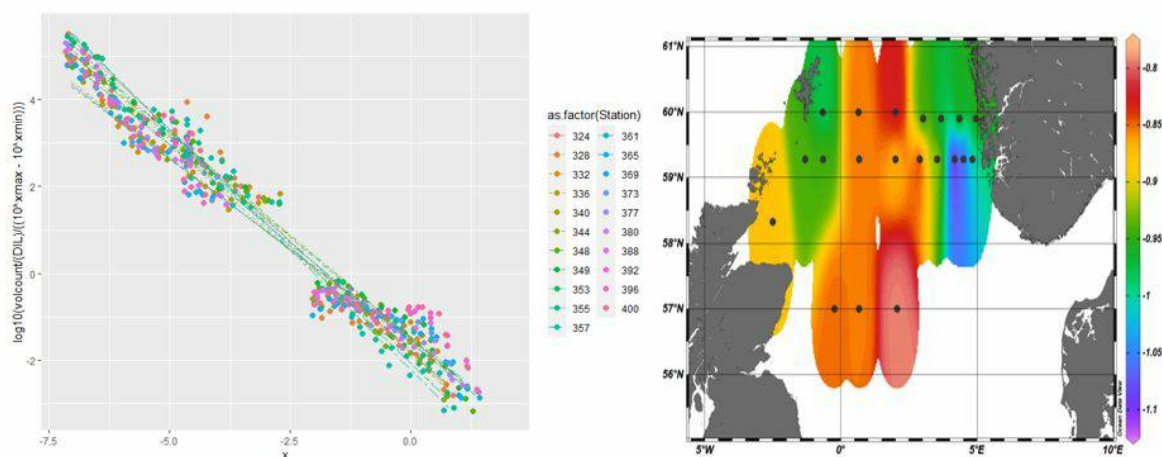 log10(volcount/(DIL)/((10^xmax - 10^xmin)))
4
2
0
-2
-7.5
-5.0
-2.5
0.0
x
as.factor(Station)
324
328
332
336
340
344
348
349
353
355
357
361
365
369
373
377
380
388
392
396
400
61°N
60°N
59°N
58°N
57°N
56°N
5°W
0°
5°E
10°E
-0.8
-0.85
-0.9
-0.95
-1
-1.05
-1.1
Ocean Data View